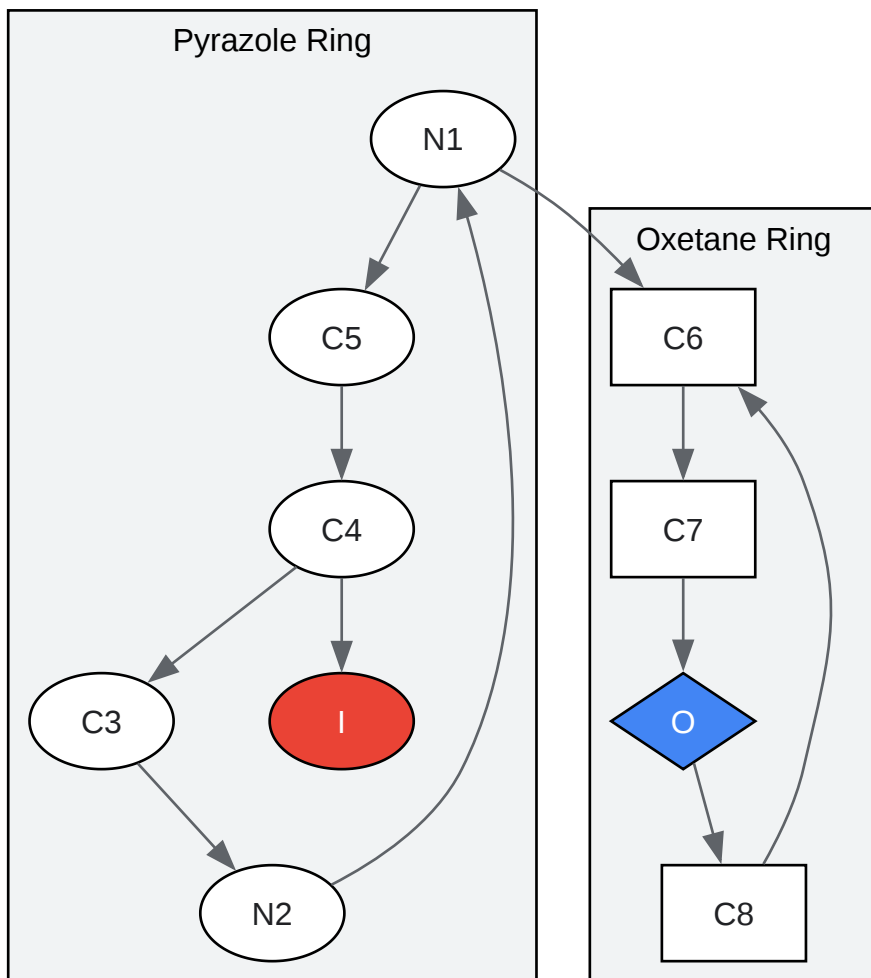 Pyrazole Ring
N1
Oxetane Ring
C5
C6
C4
C7
C3
I
O
N2
C8